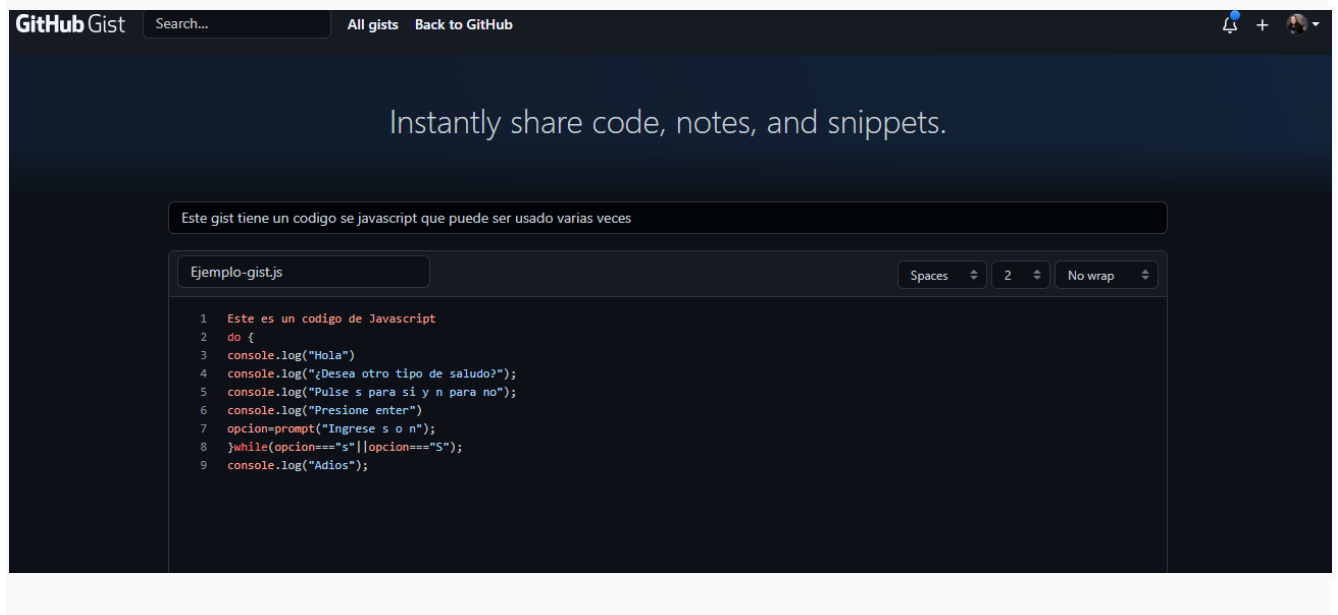 GitHub Gist Search... All gists Back to GitHub
Instantly share code, notes, and snippets.
Este gist tiene un codigo se javascript que puede ser usado varias veces
Ejemplo-gist.js Spaces 2 No wrap
1 Este es un codigo de Javascript
2 do {
3 console.log("Hola")
4 console.log("¿Desea otro tipo de saludo?");
5 console.log("Pulse s para si y n para no");
6 console.log("Presione enter")
7 opcion=prompt("Ingrese s o n");
8 }while(opcion==="s"||opcion==="S");
9 console.log("Adios");